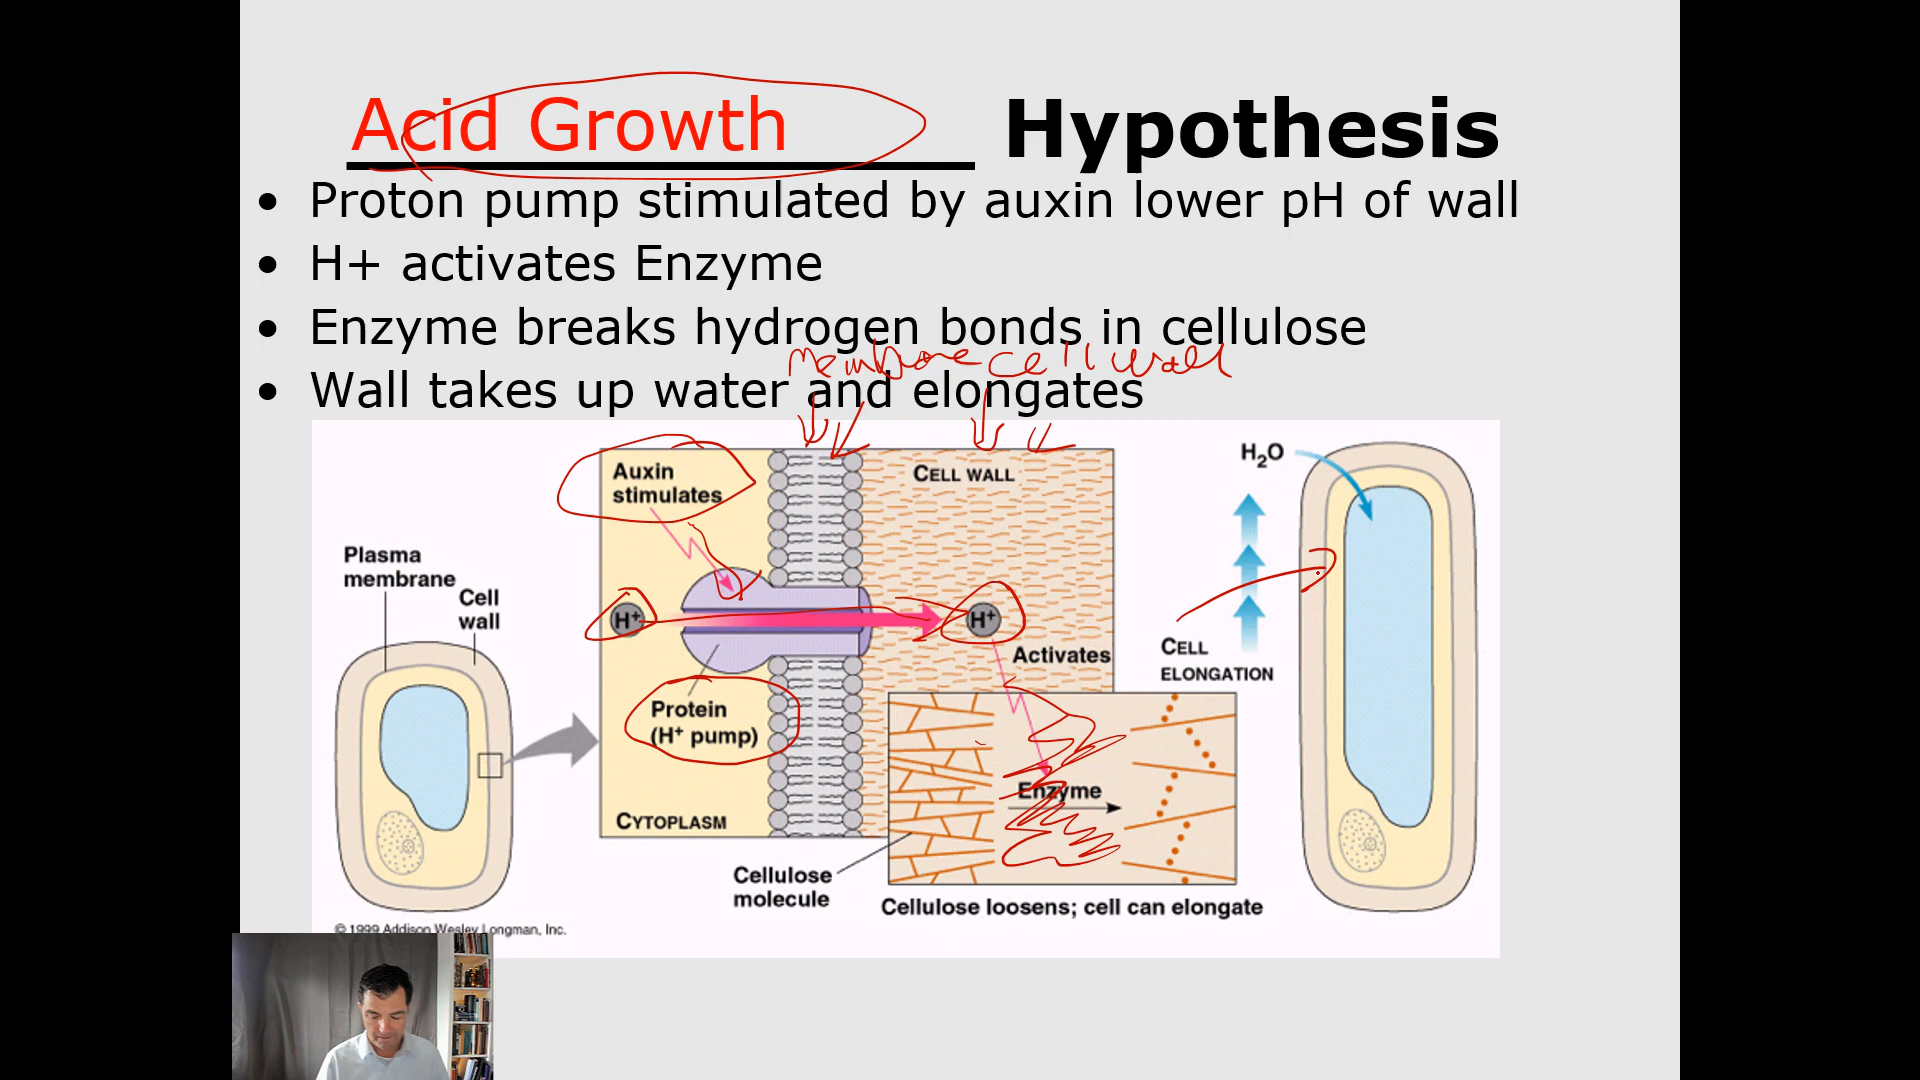 Acid Growth Hypothesis
• Proton pump stimulated by auxin lower pH of wall
• H+ activates Enzyme
• Enzyme breaks hydrogen bonds in cellulose
membrane cell wall
• Wall takes up water and elongates
Auxin
stimulates
CELL WALL
H₂O
Plasma
membrane
Cell
wall
H⁺
H⁺
Activates
CELL
ELONGATION
Protein
(H⁺ pump)
Enzyme
CYTOPLASM
Cellulose
molecule
Cellulose loosens; cell can elongate
© 1999 Addison Wesley Longman, Inc.